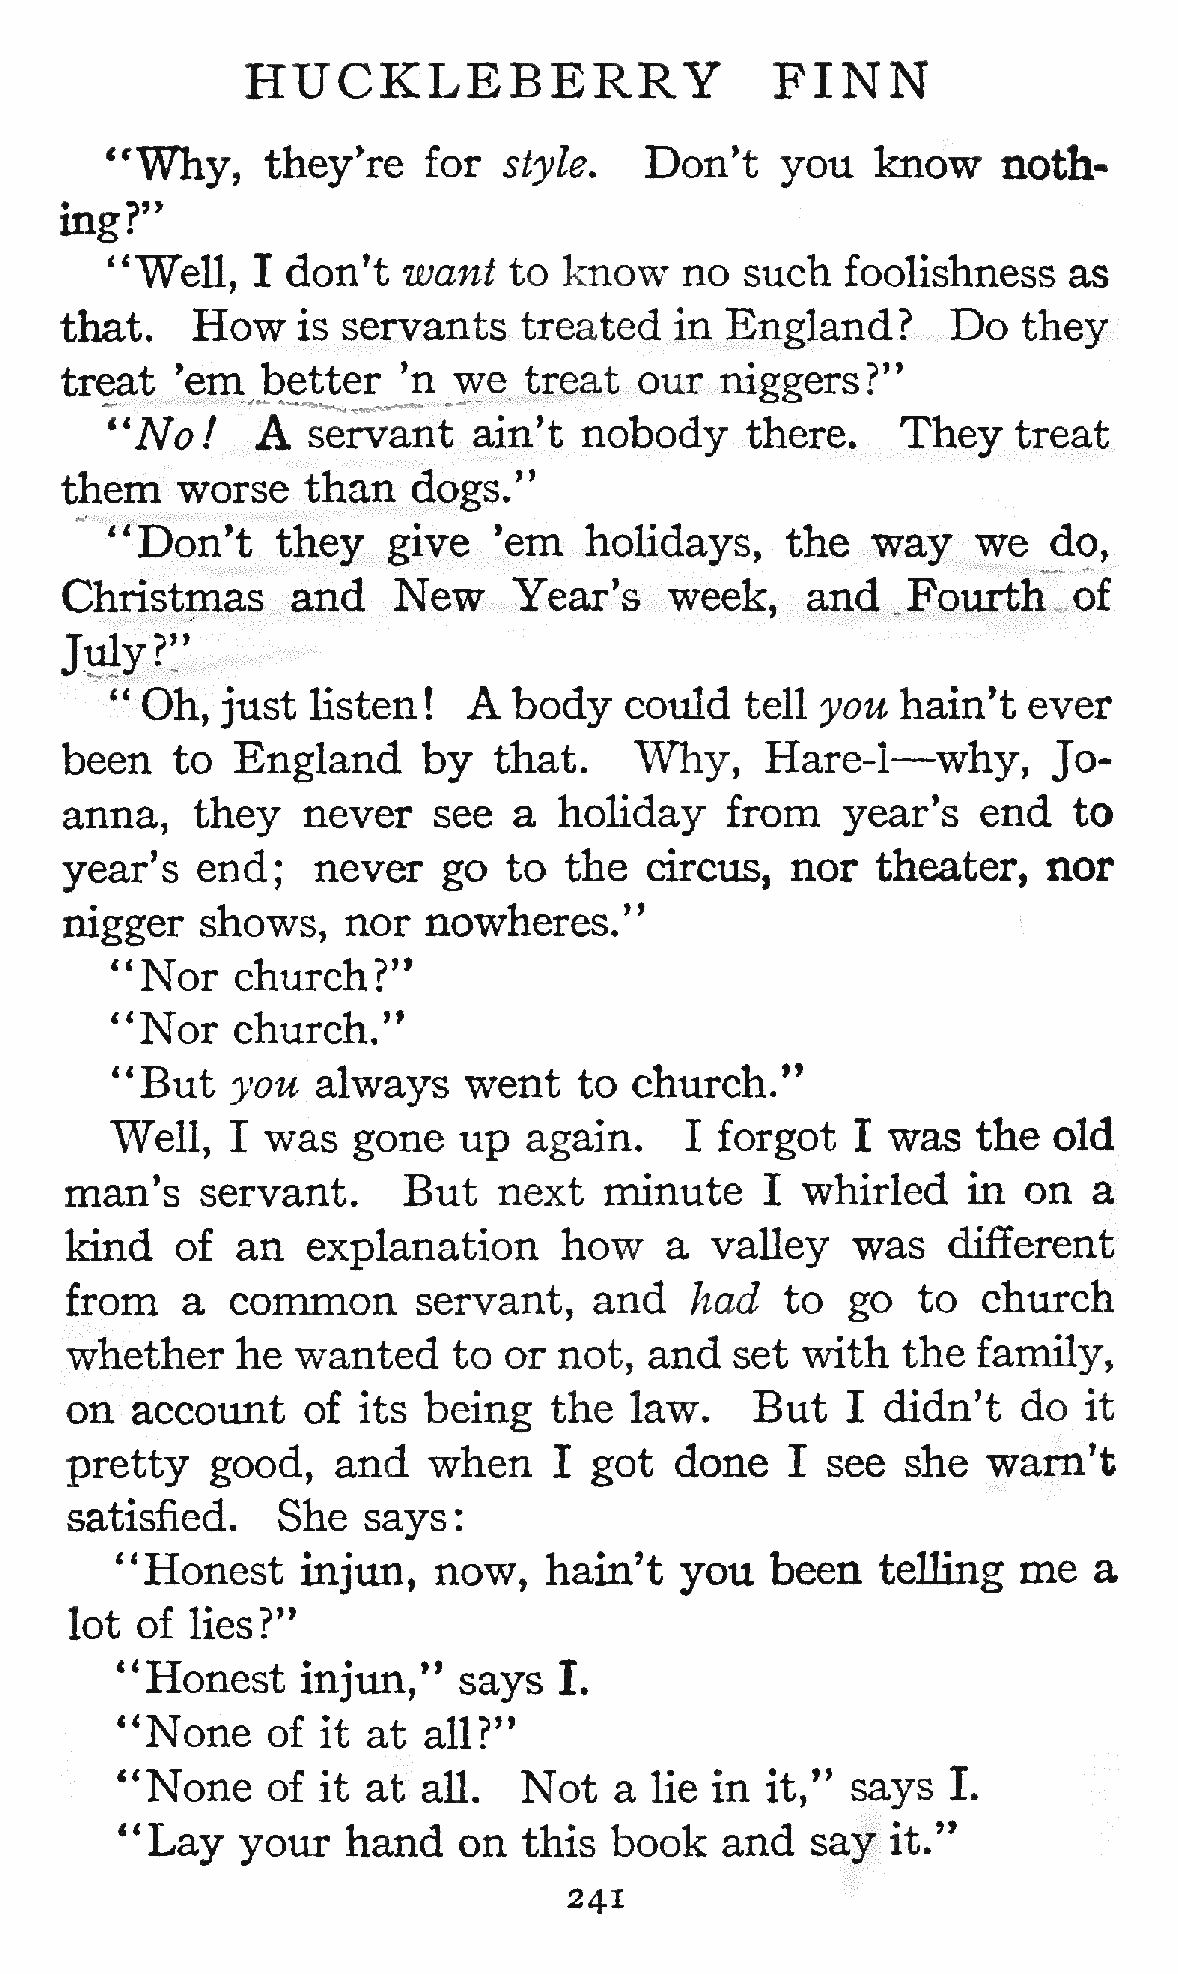 HUCKLEBERRY FINN
"Why, they're for style. Don't you know noth-
ing?"
"Well, I don't want to know no such foolishness as
that. How is servants treated in England? Do they
treat 'em better 'n we treat our niggers?"
"No! A servant ain't nobody there. They treat
them worse than dogs."
"Don't they give 'em holidays, the way we do,
Christmas and New Year's week, and Fourth of
July?"
"Oh, just listen! A body could tell you hain't ever
been to England by that. Why, Hare-l—why, Jo-
anna, they never see a holiday from year's end to
year's end; never go to the circus, nor theater, nor
nigger shows, nor nowheres."
"Nor church?"
"Nor church."
"But you always went to church."
Well, I was gone up again. I forgot I was the old
man's servant. But next minute I whirled in on a
kind of an explanation how a valley was different
from a common servant, and had to go to church
whether he wanted to or not, and set with the family,
on account of its being the law. But I didn't do it
pretty good, and when I got done I see she warn't
satisfied. She says:
"Honest injun, now, hain't you been telling me a
lot of lies?"
"Honest injun," says I.
"None of it at all?"
"None of it at all. Not a lie in it," says I.
"Lay your hand on this book and say it."
241